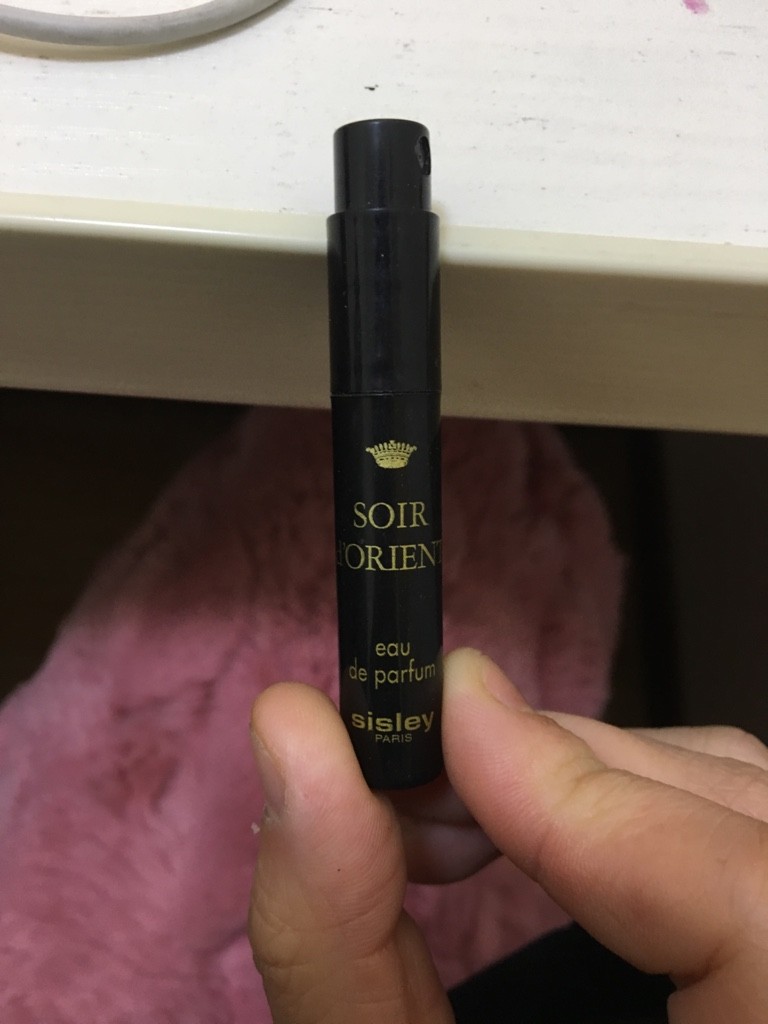 SOIR
d'ORIENT
eau
de parfum
sisley
PARIS